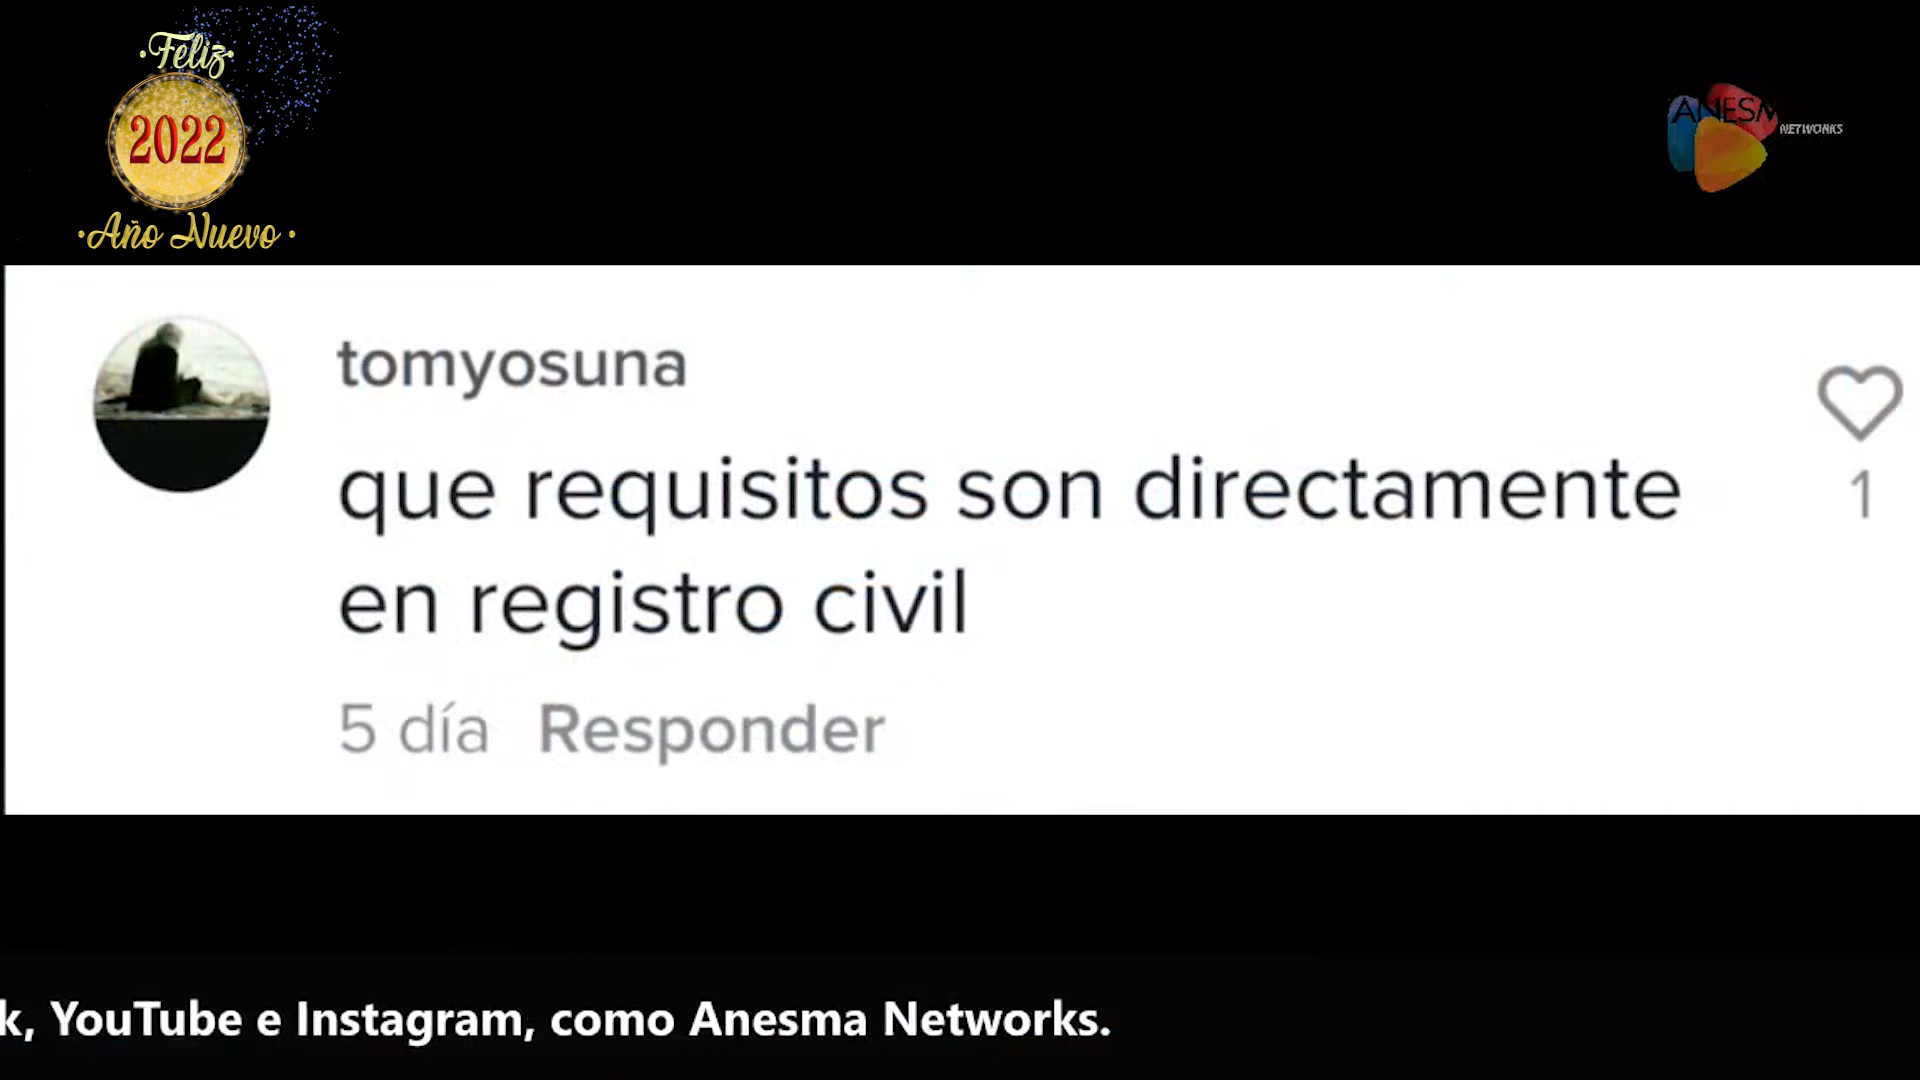 ·Feliz·
2022
·Año Nuevo·
ANESM
NETWORKS
tomyosuna
que requisitos son directamente
en registro civil
1
5 día Responder
k, YouTube e Instagram, como Anesma Networks.